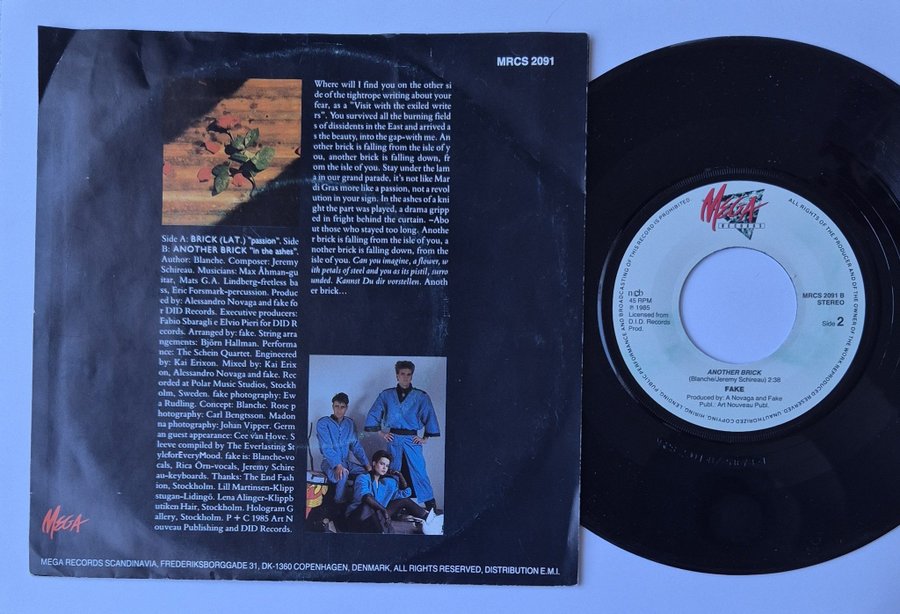 MRCS 2091
Where will I find you on the other si
de of the tightrope writing about your
fear, as a "Visit with the exiled write
rs". You survived all the burning field
s of dissidents in the East and arrived a
s the beauty, into the gap-with me. An
other brick is falling from the isle of y
ou, another brick is falling down, fr
om the isle of you. Stay under the lam
a in our grand parade, it's not like Mar
di Gras more like a passion, not a revol
ution in your sign. In the ashes of a kni
ght the part was played, a drama gripp
ed in fright behind the curtain. -Abo
ut those who stayed too long. Anothe
r brick is falling from the isle of you, a
nother brick is falling down, from the
isle of you. Can you imagine, a flower, w
ith petals of steel and you as its pistil, surro
unded. Kannst Du dir vorstellen. Anoth
er brick...
Side A: BRICK (LAT.) "passion". Side
B: ANOTHER BRICK "in the ashes".
Author: Blanche. Composer: Jeremy
Schireau. Musicians: Max Åhman-gu
itar, Mats G.A. Lindberg-fretless ba
ss, Eric Forsmark-percussion. Produc
ed by: Alessandro Novaga and fake fo
r DID Records. Executive producers:
Fabio Sbaragli e Elvio Pieri for DID R
ecords. Arranged by: fake. String arra
ngements: Björn Hallman. Performa
nce: The Schein Quartet. Engineered
by: Kai Erixon. Mixed by: Kai Erix
on, Alessandro Novaga and fake. Rec
orded at Polar Music Studios, Stockh
olm, Sweden. fake photography: Ew
a Rudling. Concept: Blanche. Rose p
hotography: Carl Bengtsson. Madon
na photography: Johan Vipper. Germ
an guest appearance: Cee van Hove. S
leeve compiled by The Everlasting St
yleforEveryMood. fake is: Blanche-vo
cals, Rica Örn-vocals, Jeremy Schire
au-keyboards. Thanks: The End Fash
ion, Stockholm. Lill Martinsen-Klipp
stugan-Lidingö. Lena Alinger-Klippb
utiken Hair, Stockholm. Hologram G
allery, Stockholm. P + C 1985 Art N
ouveau Publishing and DID Records.
MEGA
MEGA RECORDS SCANDINAVIA, FREDERIKSBORGGADE 31, DK-1360 COPENHAGEN, DENMARK, ALL RIGHTS RESERVED, DISTRIBUTION E.M.I.
MEGA
RECORDS
ALL RIGHTS OF THE PRODUCER AND OF THE OWNER OF THE WORK REPRODUCED RESERVED. UNAUTHORIZED COPYING, HIRING, LENDING, PUBLIC PERFORMANCE AND BROADCASTING OF THIS RECORD IS PROHIBITED.
ncb
45 RPM
℗ 1985
Licensed from
D.I.D. Records
Prod.
MRCS 2091 B
STEREO
Side 2
ANOTHER BRICK
(Blanche/Jeremy Schireau) 2:38
FAKE
Produced by: A Novaga and Fake
Publ.: Art Nouveau Publ.